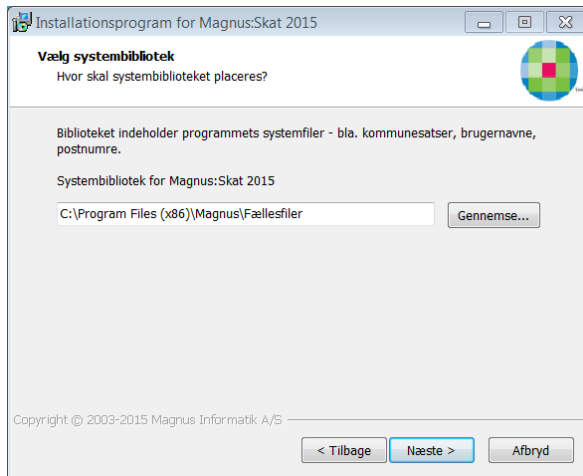 Installationsprogram for Magnus:Skat 2015
Vælg systembibliotek
Hvor skal systembiblioteket placeres?
Biblioteket indeholder programmets systemfiler - bla. kommunesatser, brugernavne,
postnumre.
Systembibliotek for Magnus:Skat 2015
C:\Program Files (x86)\Magnus\Fællesfiler
Gennemse...
Copyright © 2003-2015 Magnus Informatik A/S
< Tilbage
Næste >
Afbryd